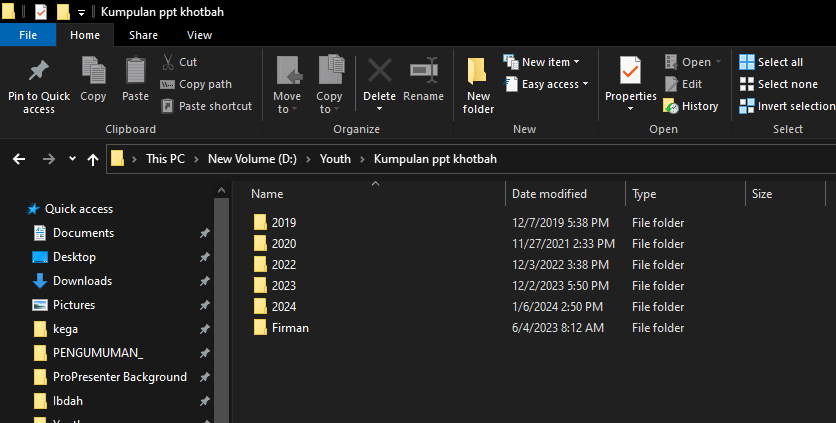 Kumpulan ppt khotbah
File Home Share View
Pin to Quick access
Copy
Paste
Cut
Copy path
Paste shortcut
Clipboard
Move to
Copy to
Delete
Rename
Organize
New folder
New item
Easy access
New
Properties
Open
Edit
History
Open
Select all
Select none
Invert selection
Select
This PC > New Volume (D:) > Youth > Kumpulan ppt khotbah
Name Date modified Type Size
Quick access
Documents
Desktop
Downloads
Pictures
kega
PENGUMUMAN_
ProPresenter Background
2019 12/7/2019 5:38 PM File folder
2020 11/27/2021 2:33 PM File folder
2022 12/3/2022 3:38 PM File folder
2023 12/2/2023 5:50 PM File folder
2024 1/6/2024 2:50 PM File folder
Firman 6/4/2023 8:12 AM File folder